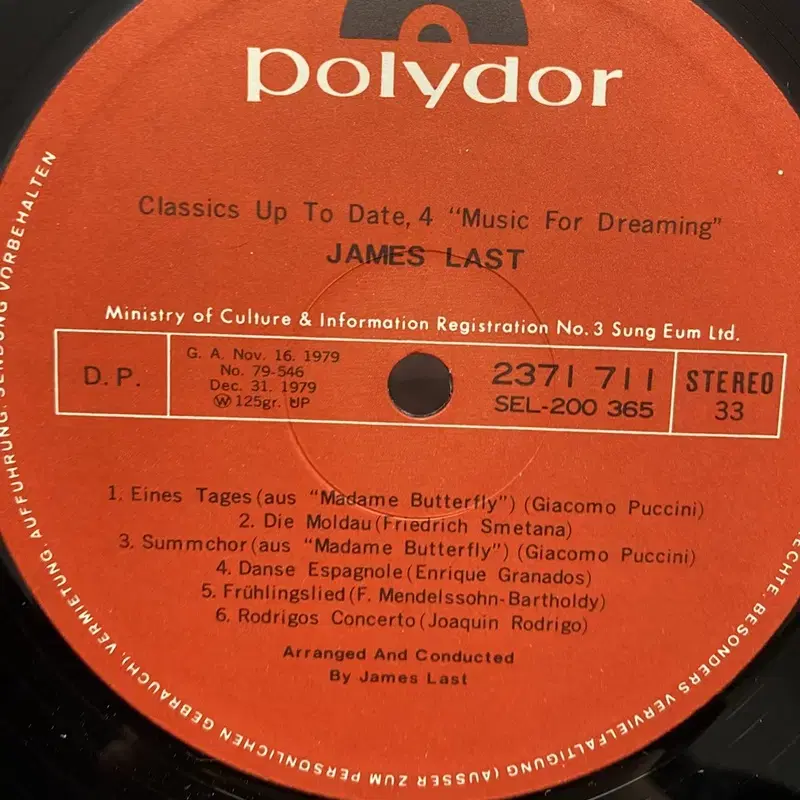 polydor
Classics Up To Date, 4 "Music For Dreaming"
JAMES LAST
Ministry of Culture & Information Registration No. 3 Sung Eum Ltd.
D. P.
G. A. Nov. 16. 1979
No. 79-546
Dec. 31. 1979
Ⓦ 125gr. UP
2371 711
SEL-200 365
STEREO
33
1. Eines Tages (aus "Madame Butterfly") (Giacomo Puccini)
2. Die Moldau (Friedrich Smetana)
3. Summchor (aus "Madame Butterfly") (Giacomo Puccini)
4. Danse Espagnole (Enrique Granados)
5. Frühlingslied (F. Mendelssohn-Bartholdy)
6. Rodrigos Concerto (Joaquin Rodrigo)
Arranged And Conducted
By James Last
RECHTE. BESONDERS VERVIELFÄLTIGUNG (AUSSER ZUM PERSÖNLICHEN GEBRAUCH), VERMIETUNG, AUFFÜHRUNG, SENDUNG VORBEHALTEN